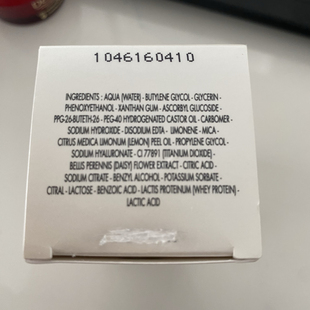 1046160410
INGREDIENTS : AQUA (WATER) - BUTYLENE GLYCOL - GLYCERIN -
PHENOXYETHANOL - XANTHAN GUM - ASCORBYL GLUCOSIDE -
PPG-26-BUTETH-26 - PEG-40 HYDROGENATED CASTOR OIL - CARBOMER -
SODIUM HYDROXIDE - DISODIUM EDTA - LIMONENE - MICA -
CITRUS MEDICA LIMONUM (LEMON) PEEL OIL - PROPYLENE GLYCOL -
SODIUM HYALURONATE - CI 77891 (TITANIUM DIOXIDE) -
BELLIS PERENNIS (DAISY) FLOWER EXTRACT - CITRIC ACID -
SODIUM CITRATE - BENZYL ALCOHOL - POTASSIUM SORBATE -
CITRAL - LACTOSE - BENZOIC ACID - LACTIS PROTEINUM (WHEY PROTEIN) -
LACTIC ACID